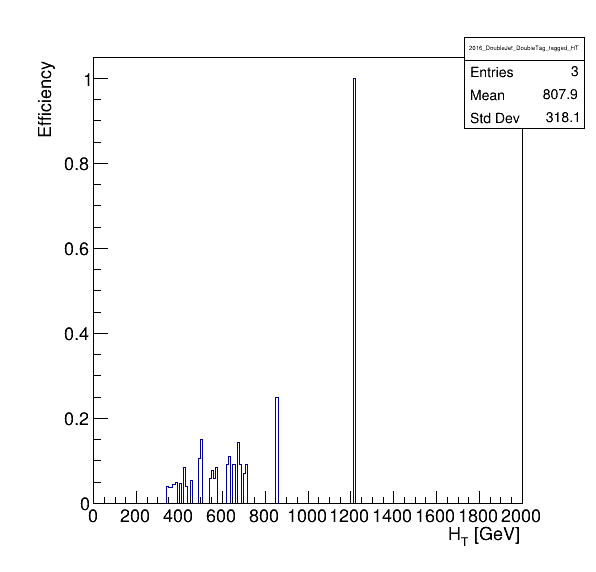 2016_DoubleJet_DoubleTag_tagged_HT
Entries 3
Mean 807.9
Std Dev 318.1
Efficiency
1
0.8
0.6
0.4
0.2
0
0 200 400 600 800 1000 1200 1400 1600 1800 2000
H_T [GeV]